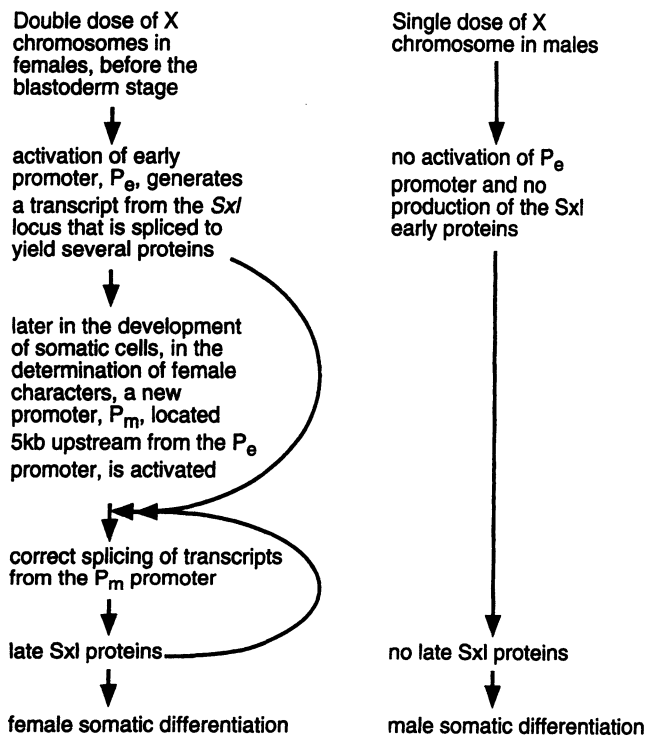 Double dose of X
chromosomes in
females, before the
blastoderm stage
activation of early
promoter, Pe, generates
a transcript from the Sxl
locus that is spliced to
yield several proteins
later in the development
of somatic cells, in the
determination of female
characters, a new
promoter, Pm, located
5kb upstream from the Pe
promoter, is activated
correct splicing of transcripts
from the Pm promoter
late Sxl proteins
female somatic differentiation
Single dose of X
chromosome in males
no activation of Pe
promoter and no
production of the Sxl
early proteins
no late Sxl proteins
male somatic differentiation